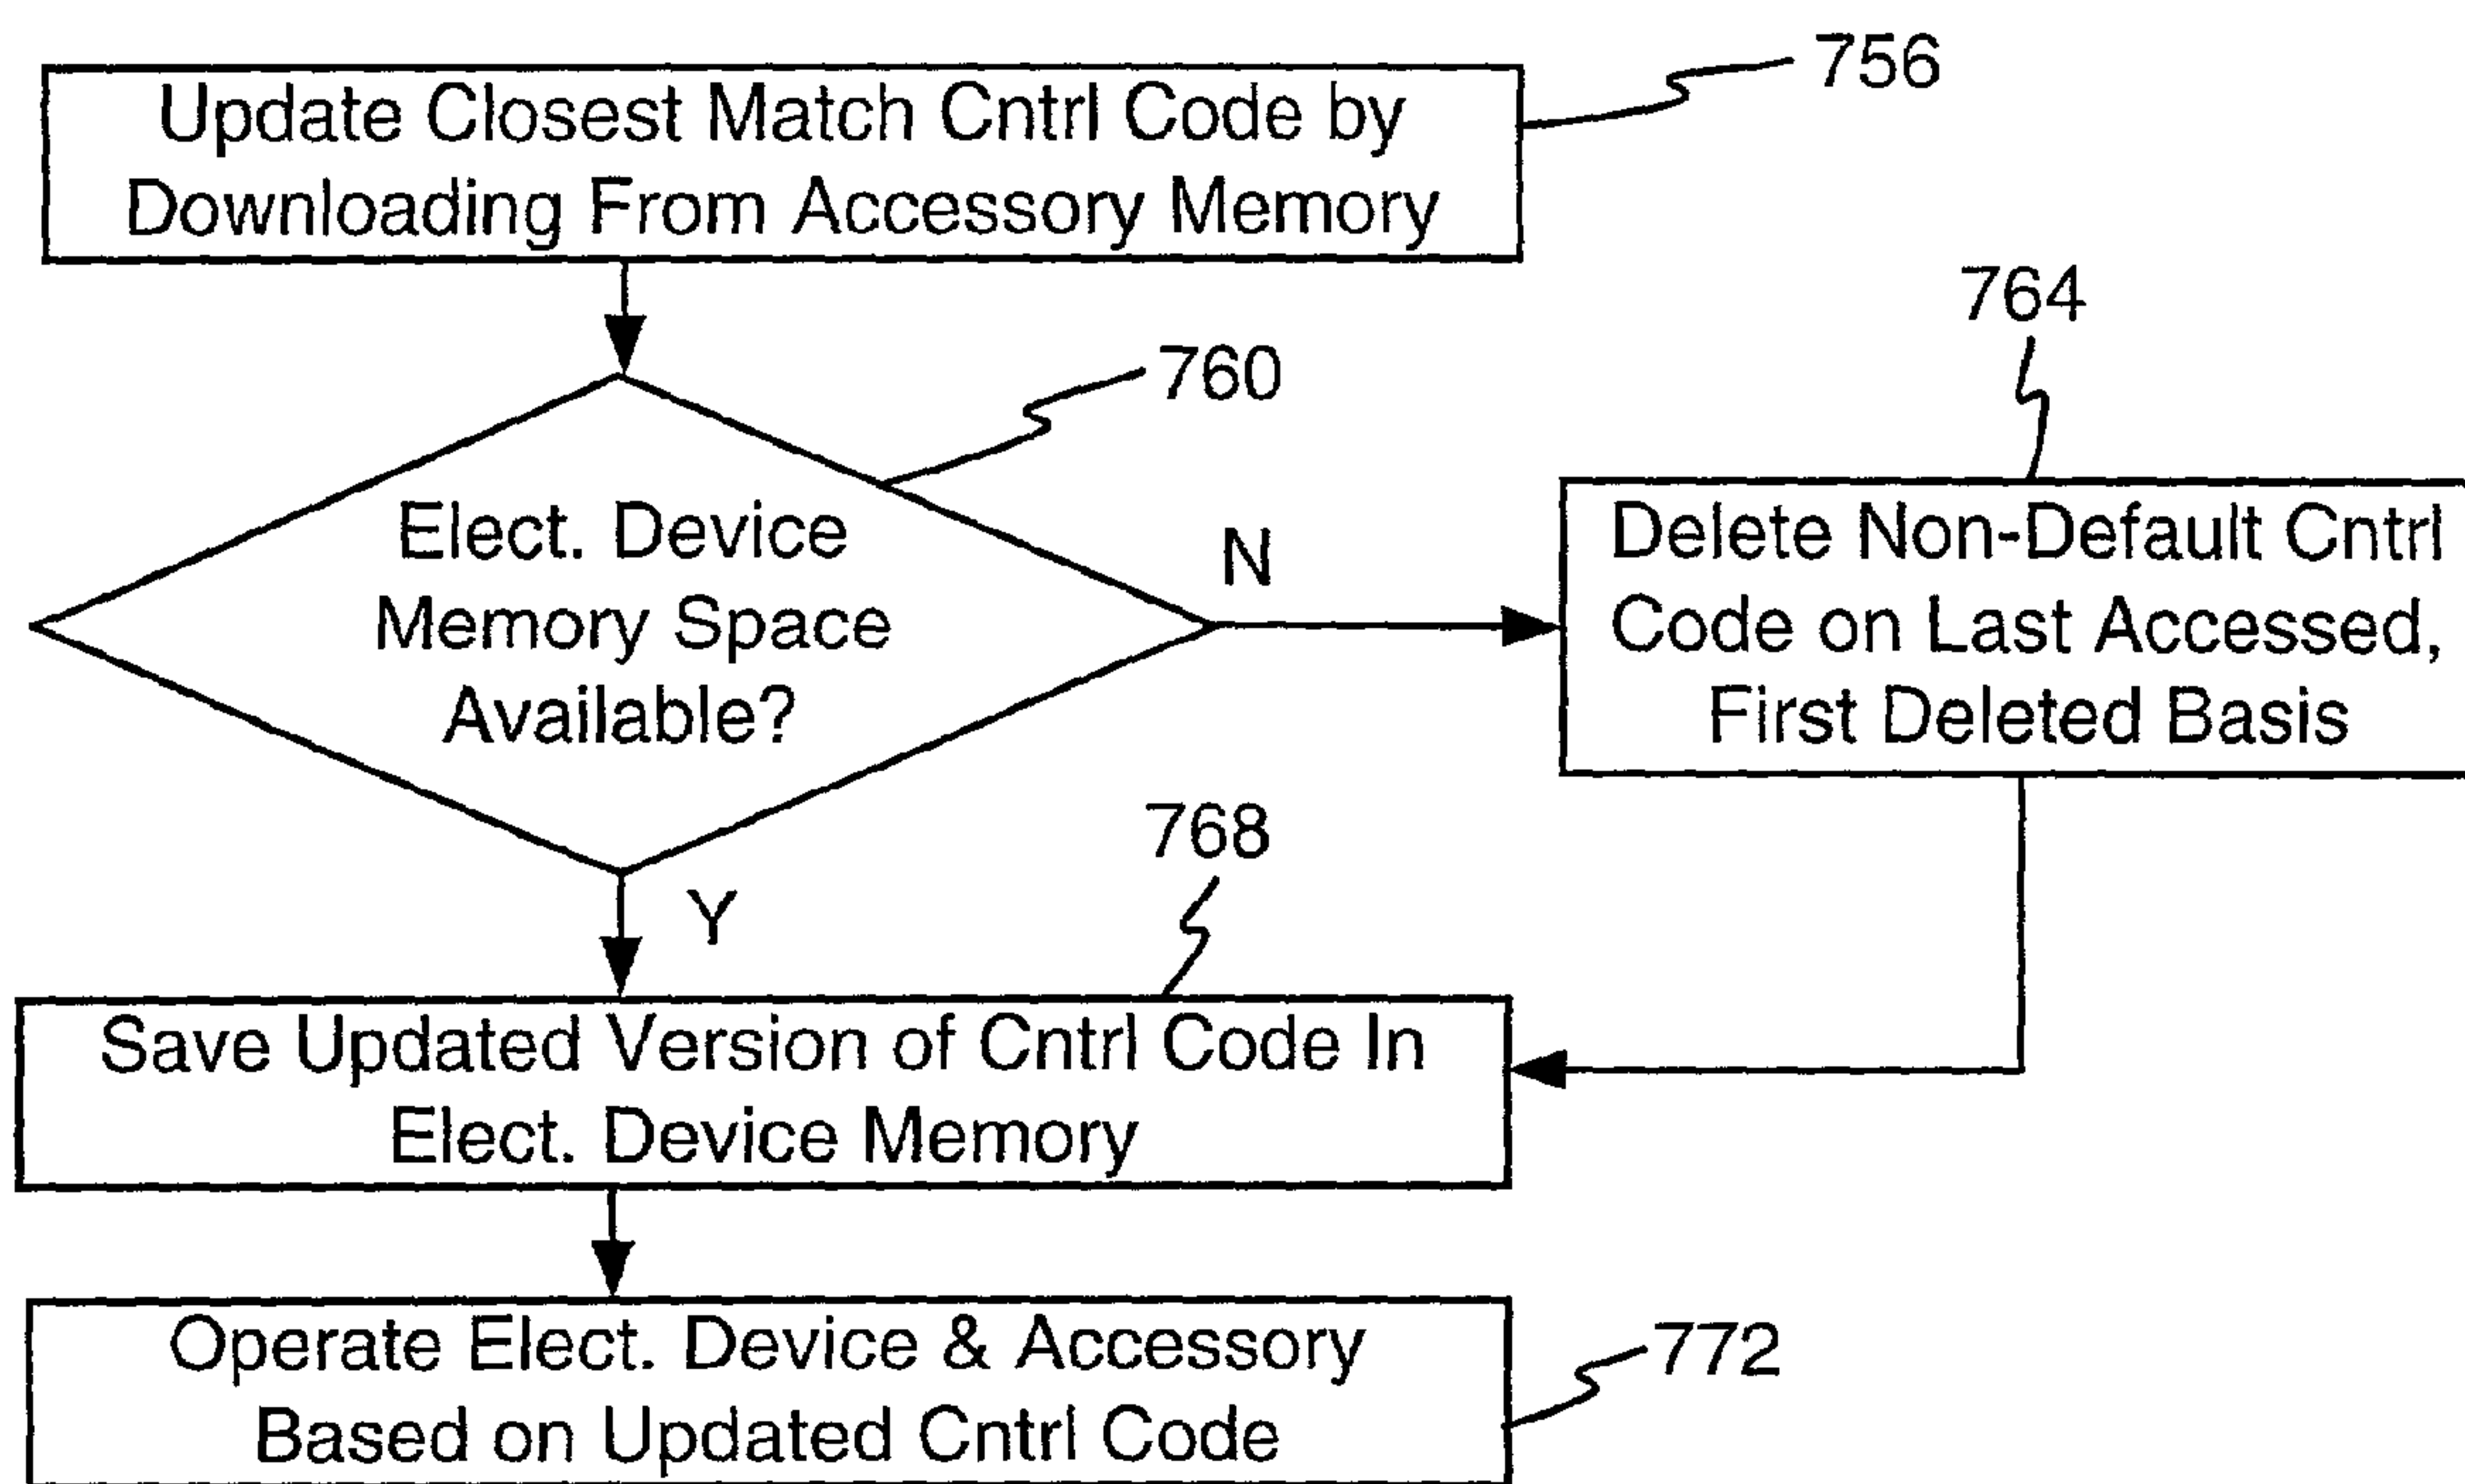 756
Update Closest Match Cntrl Code by
Downloading From Accessory Memory
764
760
Elect. Device
Memory Space
Available?
N
Delete Non-Default Cntrl
Code on Last Accessed,
First Deleted Basis
768
Y
Save Updated Version of Cntrl Code In
Elect. Device Memory
Operate Elect. Device & Accessory
Based on Updated Cntrl Code
772